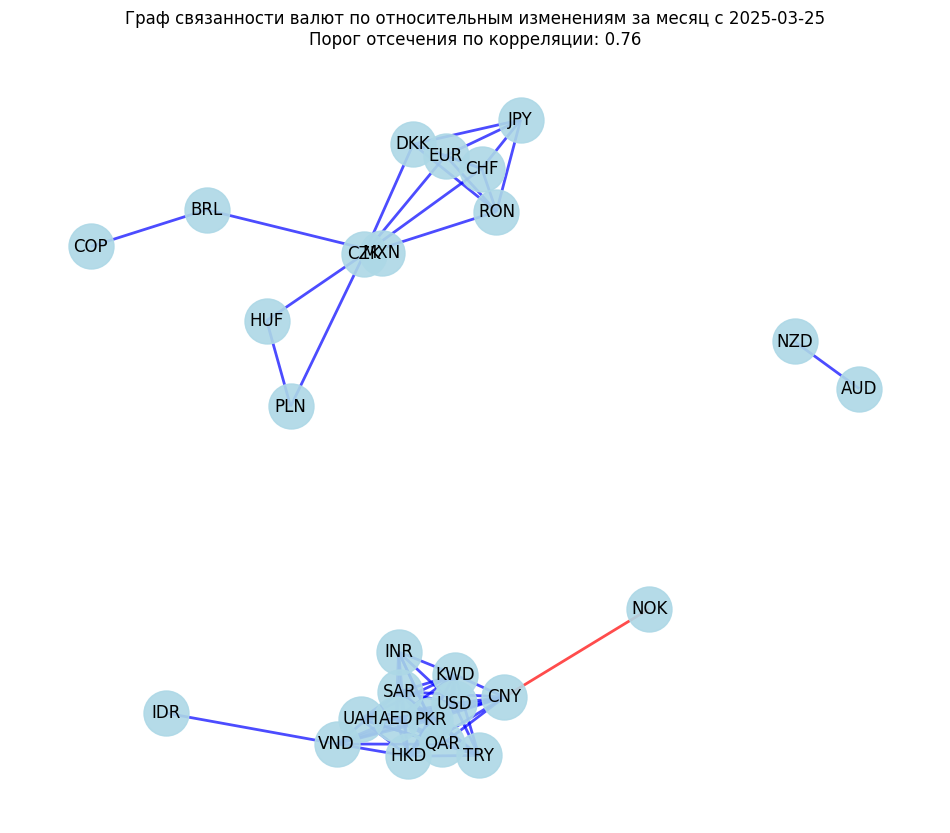 Граф связанности валют по относительным изменениям за месяц с 2025-03-25
Порог отсечения по корреляции: 0.76
JPY
DKK
EUR
CHF
BRL
RON
COP
CZK
MXN
HUF
NZD
AUD
PLN
NOK
INR
KWD
SAR
CNY
USD
IDR
UAH
AED
PKR
VND
QAR
HKD
TRY